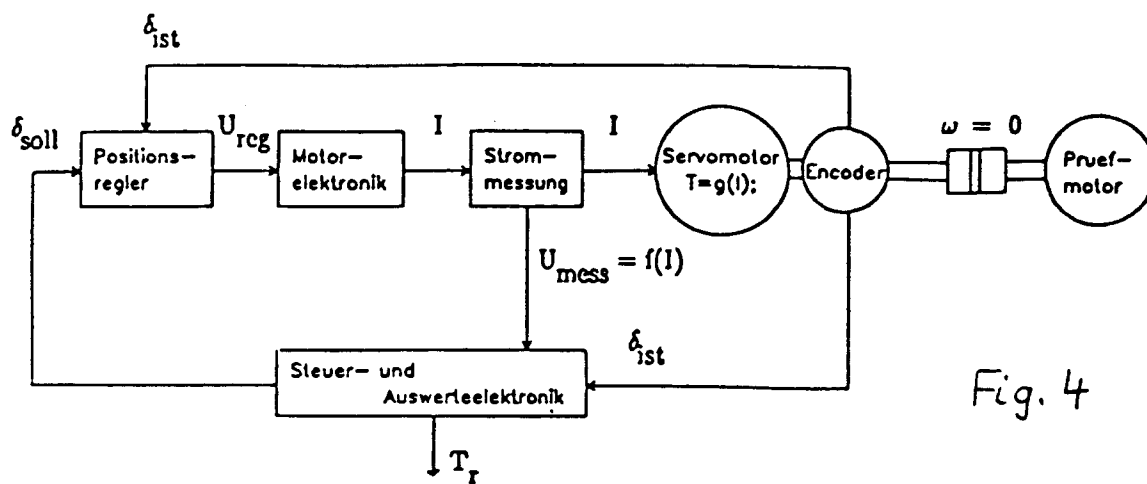 δist
δsoll
Positions–
regler
Ureg
Motor–
elektronik
I
Strom–
messung
I
Servomotor
T=g(I);
Encoder
ω = 0
Pruef–
motor
Umess = f(I)
δist
Steuer– und
Auswerteelektronik
Tr
Fig. 4